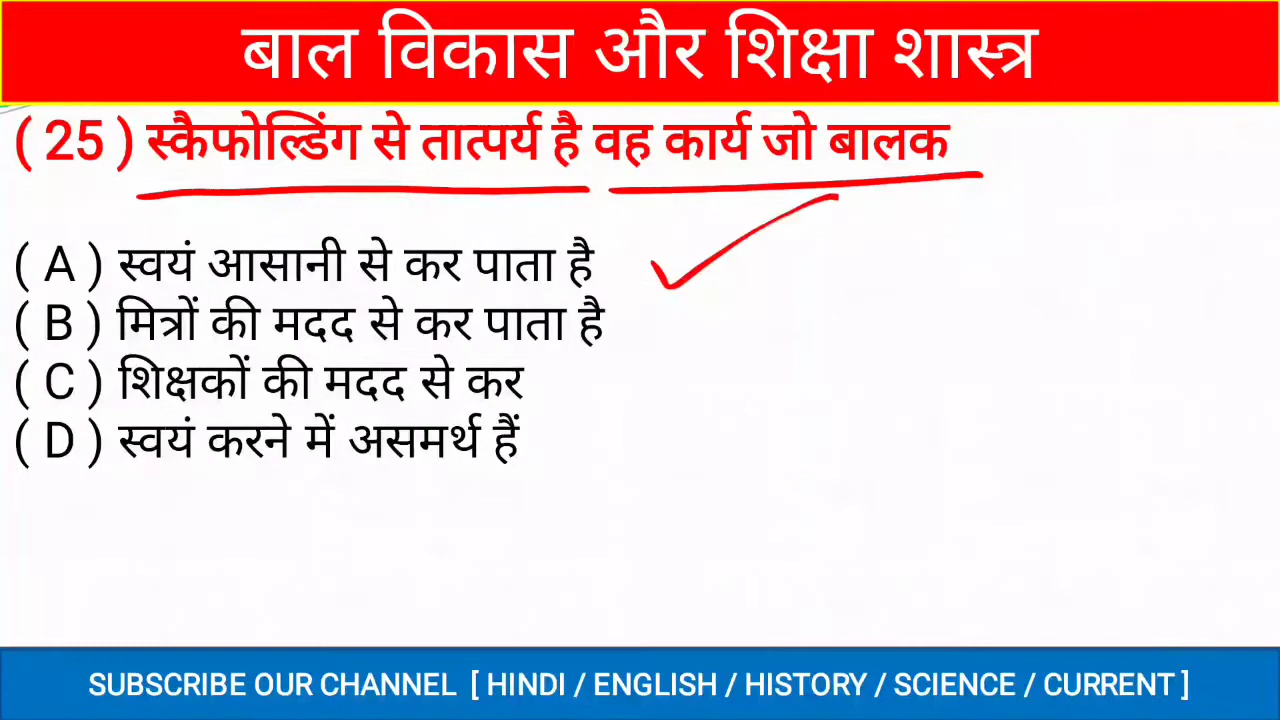 बाल विकास और शिक्षा शास्त्र
( 25 ) स्कैफोल्डिंग से तात्पर्य है वह कार्य जो बालक
( A ) स्वयं आसानी से कर पाता है
( B ) मित्रों की मदद से कर पाता है
( C ) शिक्षकों की मदद से कर
( D ) स्वयं करने में असमर्थ हैं
SUBSCRIBE OUR CHANNEL [ HINDI / ENGLISH / HISTORY / SCIENCE / CURRENT ]